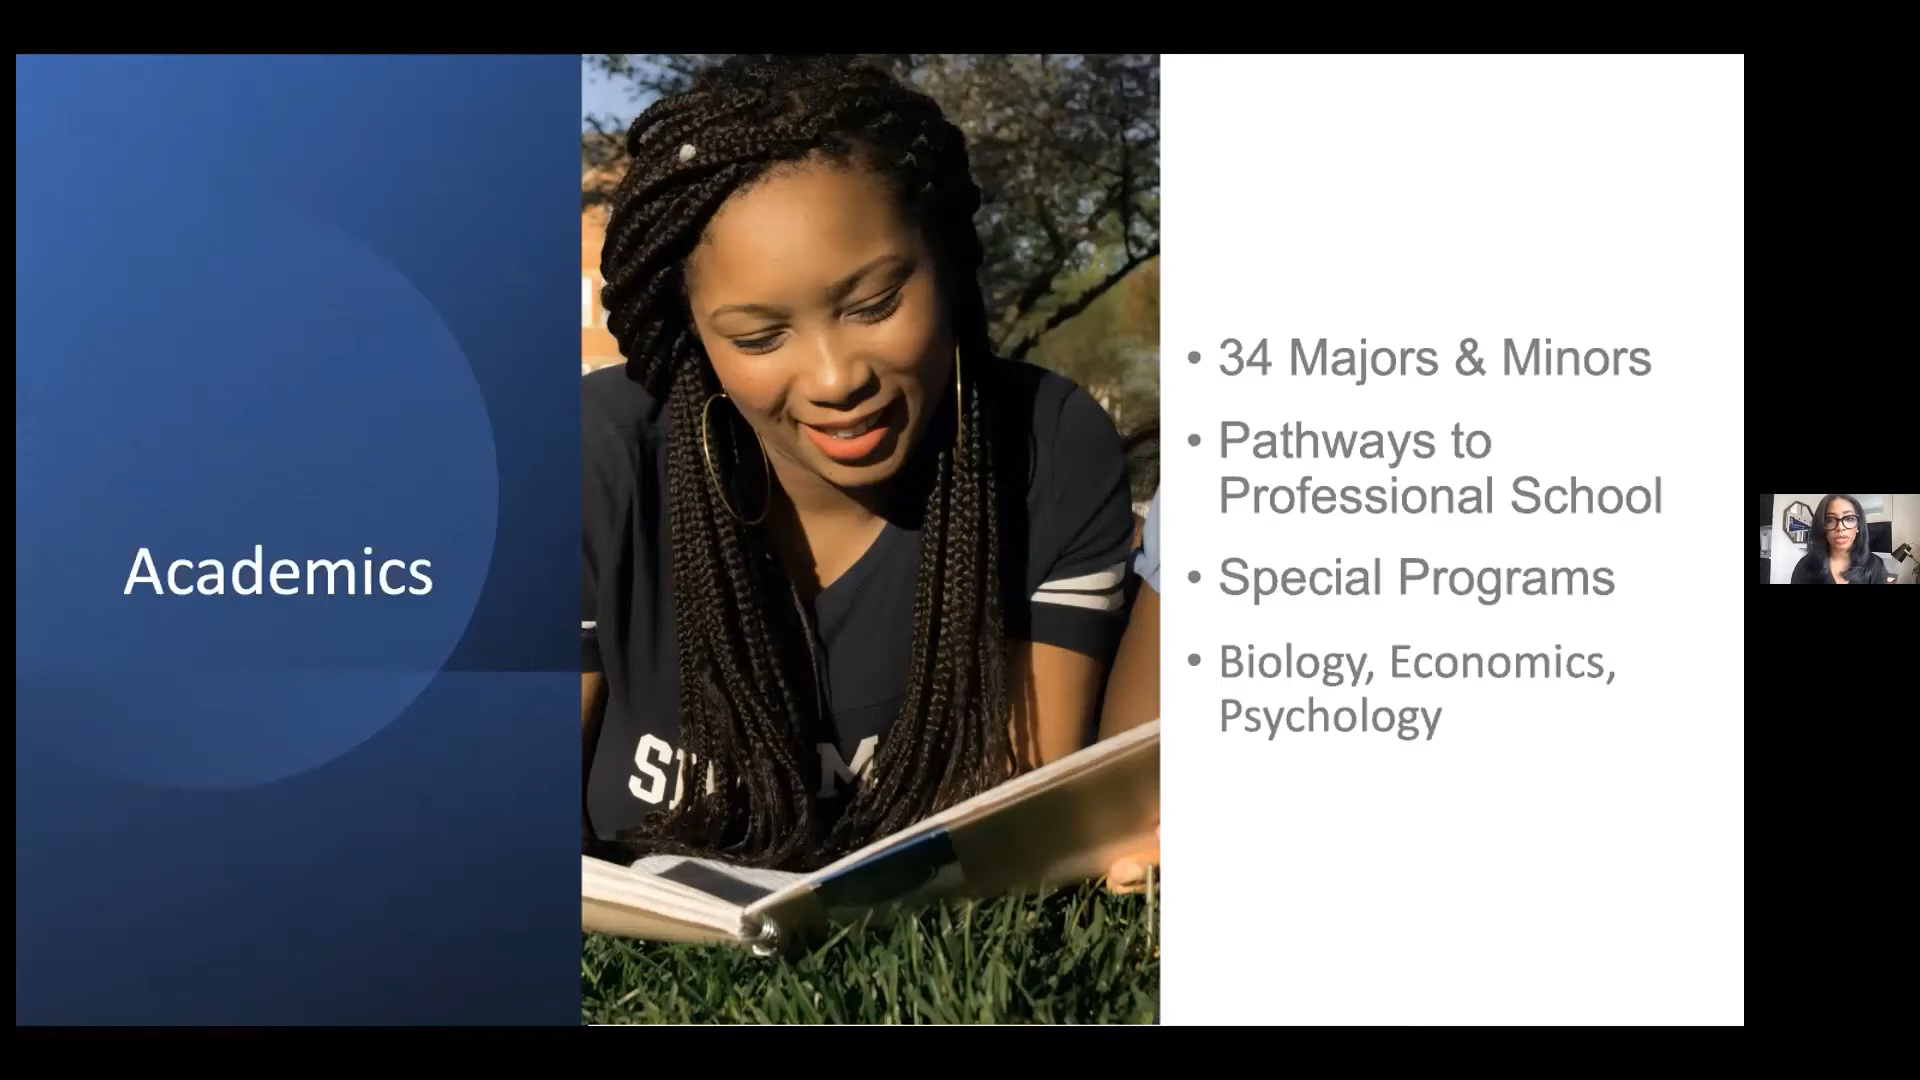 Academics
• 34 Majors & Minors
• Pathways to
Professional School
• Special Programs
• Biology, Economics,
Psychology